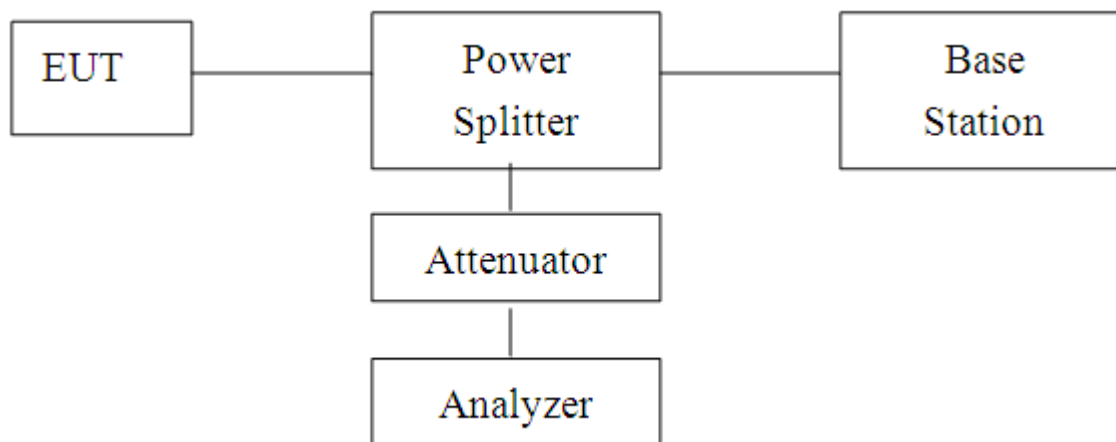 EUT
Power
Splitter
Base
Station
Attenuator
Analyzer